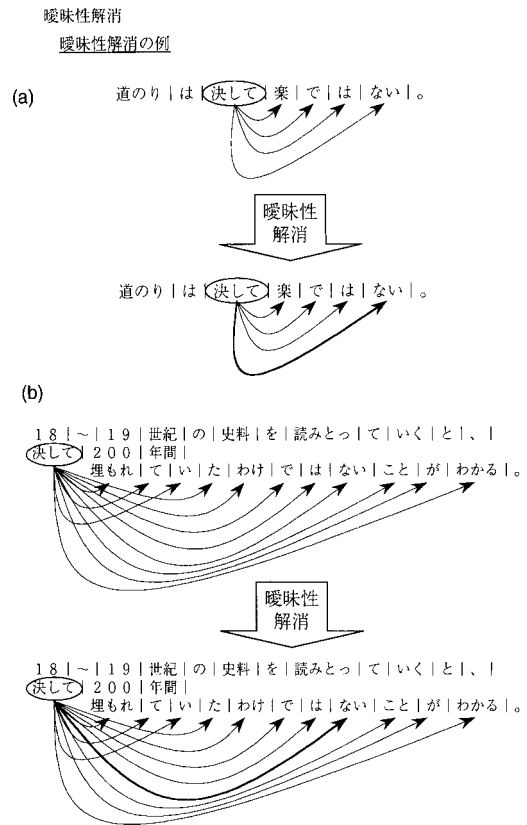 曖昧性解消
曖昧性解消の例
(a)
道のり|は|決して|楽|で|は|ない|。
曖昧性
解消
道のり|は|決して|楽|で|は|ない|。
(b)
18|~|19|世紀|の|史料|を|読みとっ|て|いく|と|、|
決して|200|年間|
埋もれ|て|い|た|わけ|で|は|ない|こと|が|わかる|。
曖昧性
解消
18|~|19|世紀|の|史料|を|読みとっ|て|いく|と|、|
決して|200|年間|
埋もれ|て|い|た|わけ|で|は|ない|こと|が|わかる|。